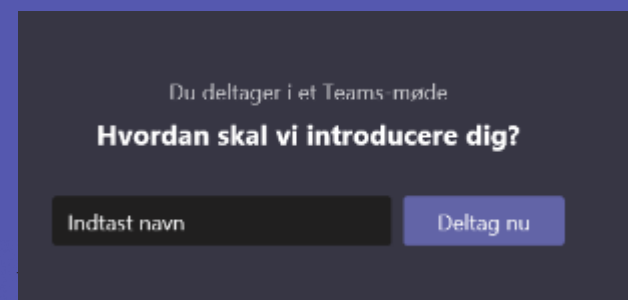 Du deltager i et Teams-møde
Hvordan skal vi introducere dig?
Indtast navn
Deltag nu